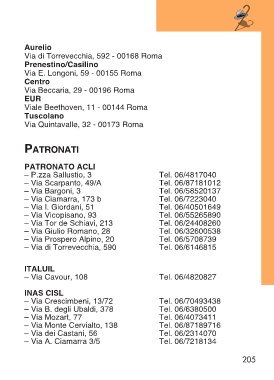 Aurelio
Via di Torrevecchia, 592 - 00168 Roma
Prenestino/Casilino
Via E. Longoni, 59 - 00155 Roma
Centro
Via Beccaria, 29 - 00196 Roma
EUR
Viale Beethoven, 11 - 00144 Roma
Tuscolano
Via Quintavalle, 32 - 00173 Roma
PATRONATI
PATRONATO ACLI
– P.zza Sallustio, 3 Tel. 06/4817040
– Via Scarpanto, 49/A Tel. 06/87181012
– Via Bargoni, 3 Tel. 06/58520137
– Via Ciamarra, 173 b Tel. 06/7223040
– Via I. Giordani, 51 Tel. 06/40501649
– Via Vicopisano, 93 Tel. 06/55265890
– Via Tor de Schiavi, 213 Tel. 06/24408260
– Via Giulio Romano, 28 Tel. 06/32600538
– Via Prospero Alpino, 20 Tel. 06/5708739
– Via di Torrevecchia, 590 Tel. 06/6146815
ITALUIL
– Via Cavour, 108 Tel. 06/4820827
INAS CISL
– Via Crescimbeni, 13/72 Tel. 06/70493438
– Via B. degli Ubaldi, 378 Tel. 06/6380500
– Via Mozart, 77 Tel. 06/4073411
– Via Monte Cervialto, 138 Tel. 06/87189716
– Via dei Castani, 56 Tel. 06/2314070
– Via A. Ciamarra 3/5 Tel. 06/7218134
205